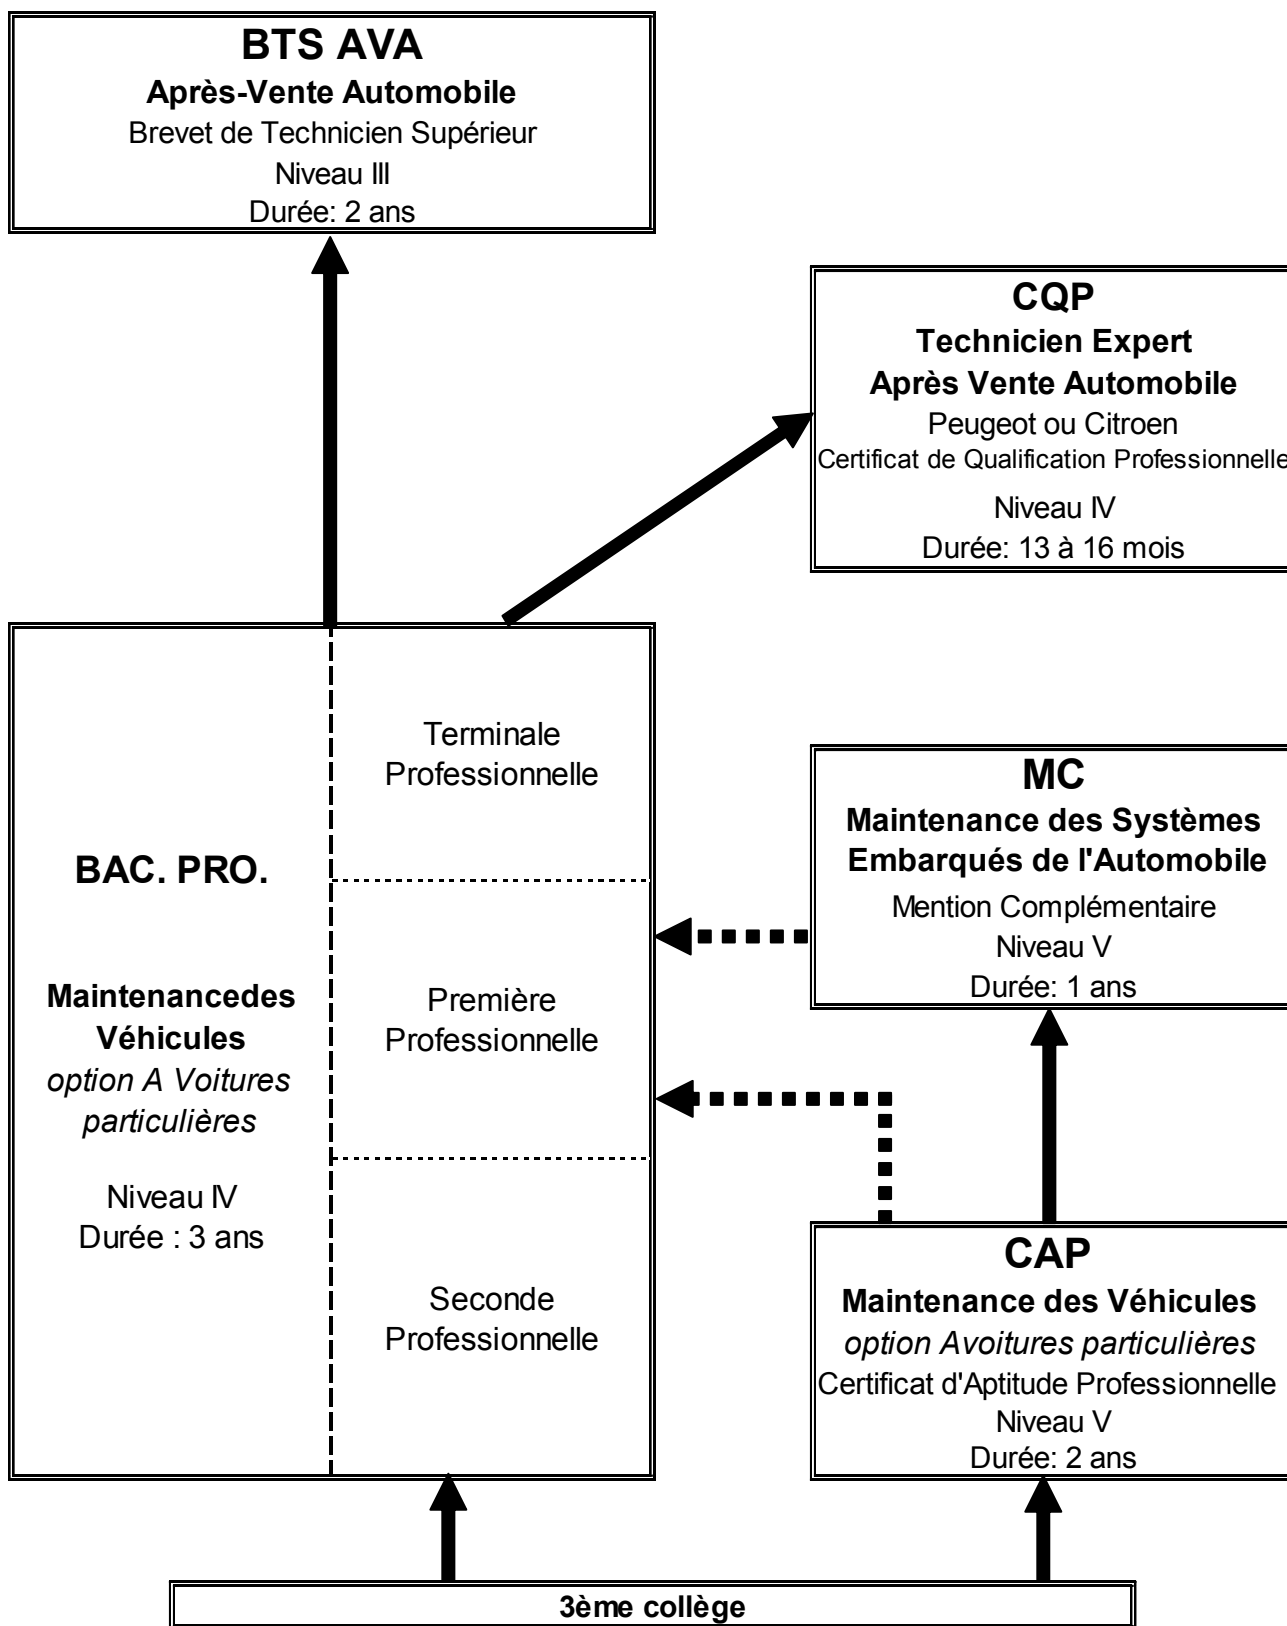 BTS AVA
Après-Vente Automobile
Brevet de Technicien Supérieur
Niveau III
Durée: 2 ans
CQP
Technicien Expert
Après Vente Automobile
Peugeot ou Citroen
Certificat de Qualification Professionnelle
Niveau IV
Durée: 13 à 16 mois
BAC. PRO.
Maintenancedes
Véhicules
option A Voitures
particulières
Niveau IV
Durée : 3 ans
Terminale
Professionnelle
Première
Professionnelle
Seconde
Professionnelle
MC
Maintenance des Systèmes
Embarqués de l'Automobile
Mention Complémentaire
Niveau V
Durée: 1 ans
CAP
Maintenance des Véhicules
option Avoitures particulières
Certificat d'Aptitude Professionnelle
Niveau V
Durée: 2 ans
3ème collège